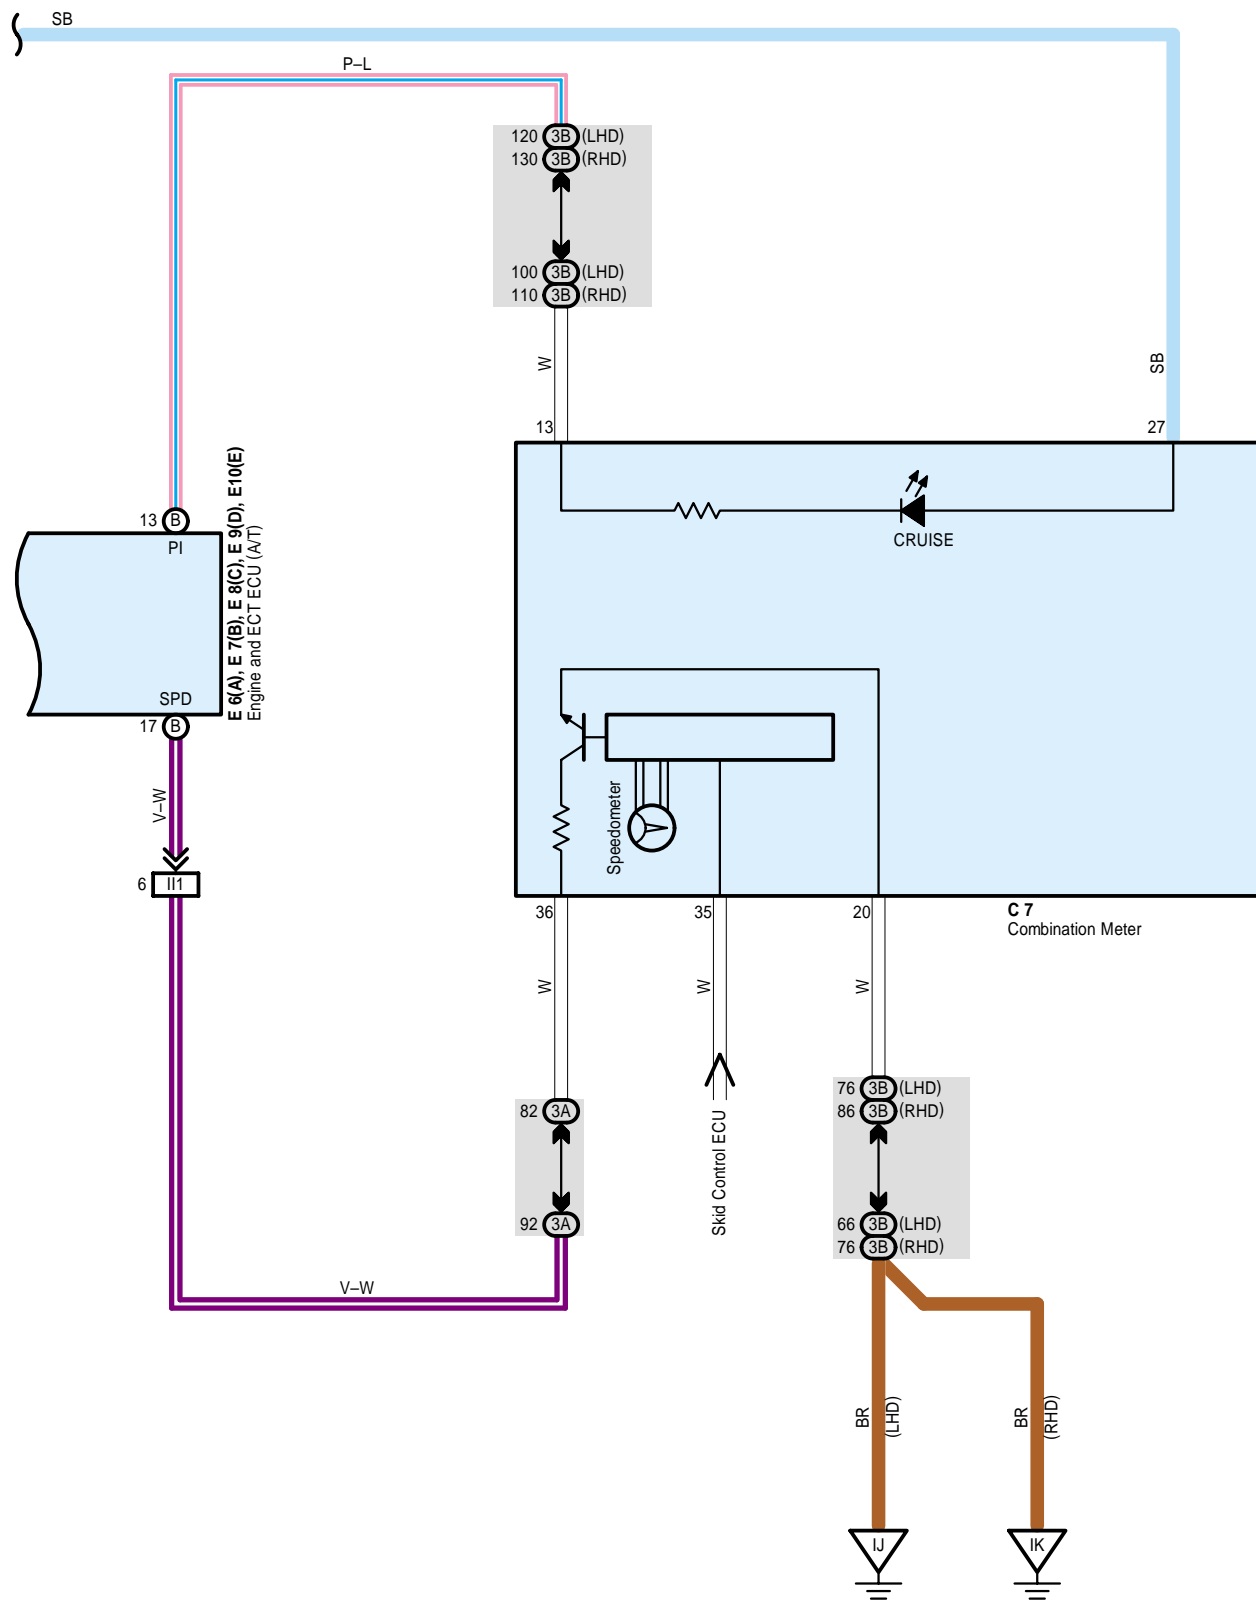 SB
P–L
120 3B (LHD)
130 3B (RHD)
100 3B (LHD)
110 3B (RHD)
W
SB
13
27
CRUISE
13 B
PI
SPD
17 B
E 6(A), E 7(B), E 8(C), E 9(D), E10(E)
Engine and ECT ECU (A/T)
V–W
6 II1
Speedometer
36
35
20
C 7
Combination Meter
W
W
W
82 3A
92 3A
Skid Control ECU
76 3B (LHD)
86 3B (RHD)
66 3B (LHD)
76 3B (RHD)
V–W
BR
(LHD)
BR
(RHD)
IJ
IK